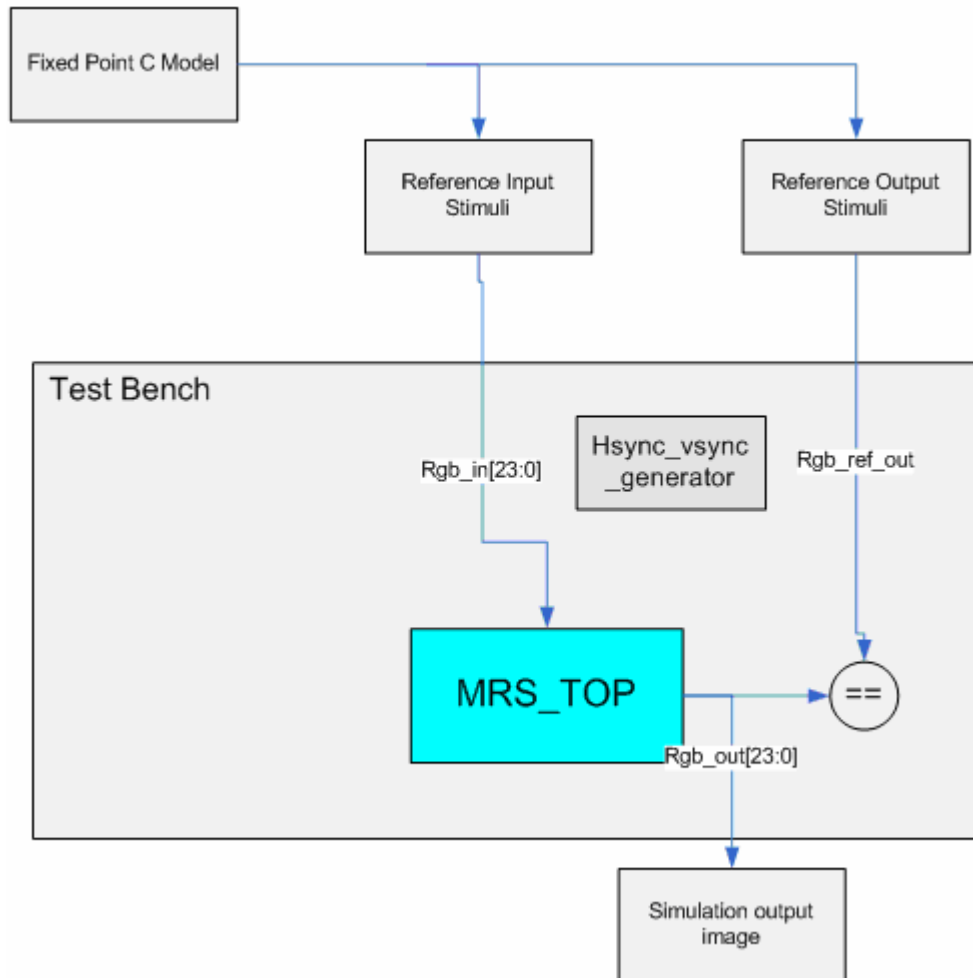 Fixed Point C Model
Reference Input
Stimuli
Reference Output
Stimuli
Test Bench
Hsync_vsync
_generator
Rgb_ref_out
Rgb_in[23:0]
MRS_TOP
==
Rgb_out[23:0]
Simulation output
image